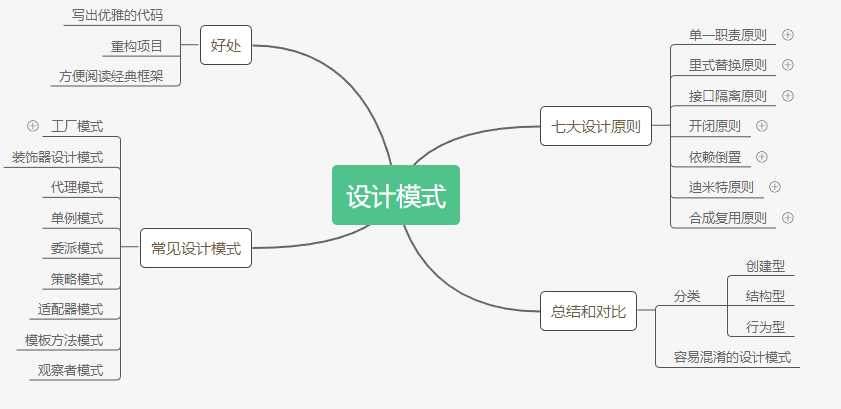 设计模式
好处
写出优雅的代码
重构项目
方便阅读经典框架
常见设计模式
工厂模式
装饰器设计模式
代理模式
单例模式
委派模式
策略模式
适配器模式
模板方法模式
观察者模式
七大设计原则
单一职责原则
里式替换原则
接口隔离原则
开闭原则
依赖倒置
迪米特原则
合成复用原则
总结和对比
分类
创建型
结构型
行为型
容易混淆的设计模式